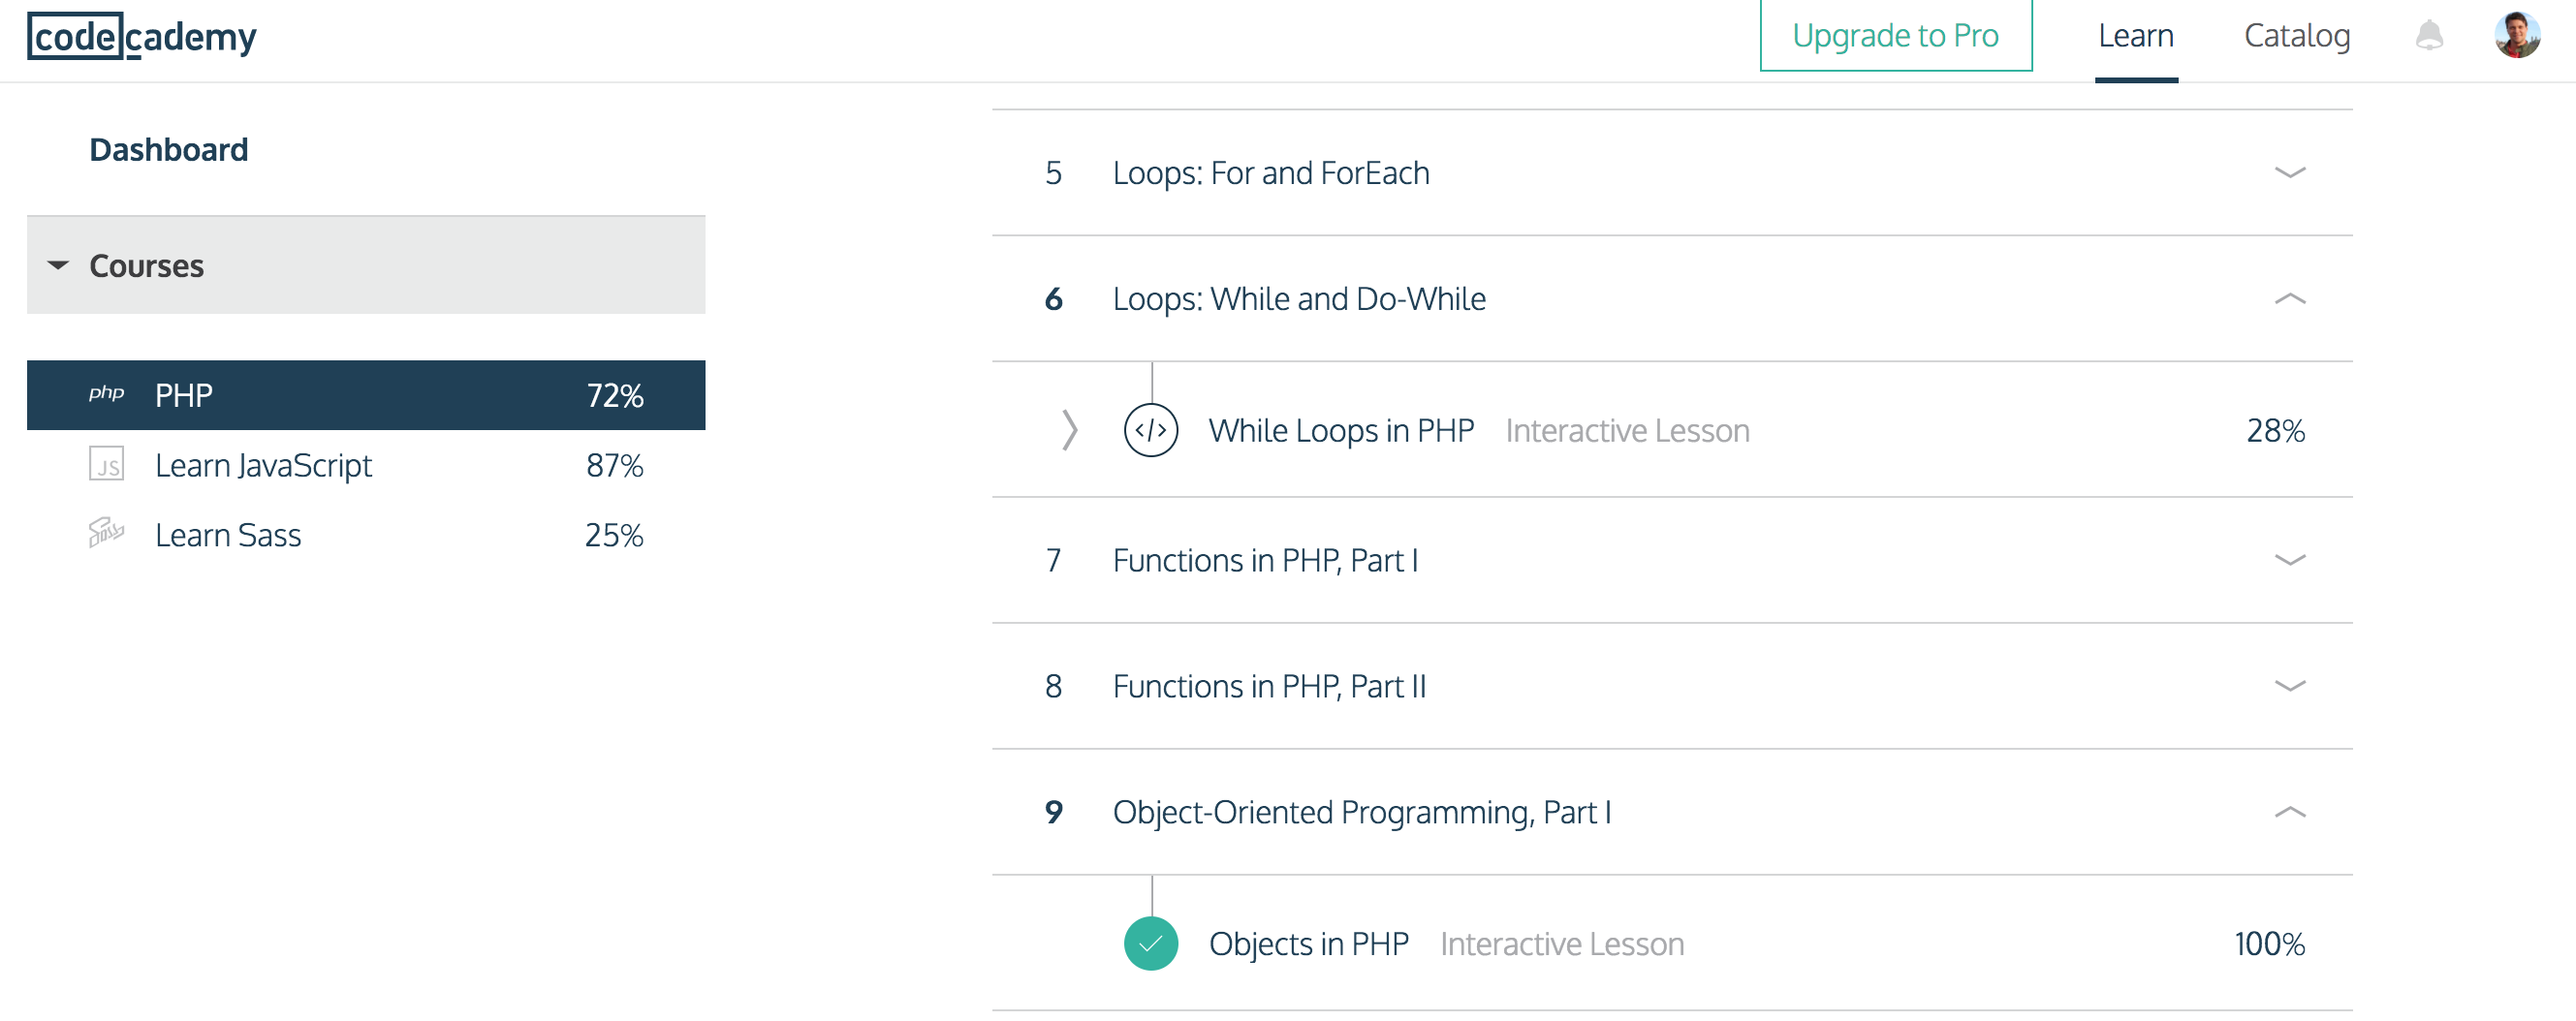 codecademy
Upgrade to Pro
Learn
Catalog
Dashboard
Courses
php PHP 72%
JS Learn JavaScript 87%
Sass Learn Sass 25%
5 Loops: For and ForEach
6 Loops: While and Do-While
</> While Loops in PHP Interactive Lesson 28%
7 Functions in PHP, Part I
8 Functions in PHP, Part II
9 Object-Oriented Programming, Part I
Objects in PHP Interactive Lesson 100%